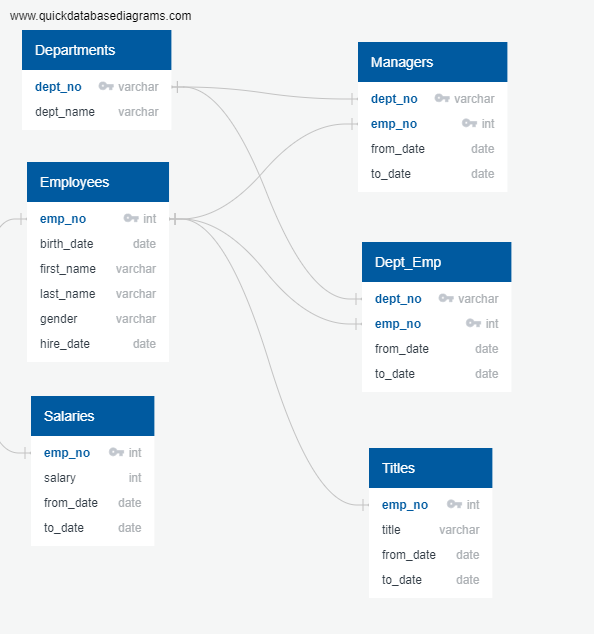 www.quickdatabasediagrams.com
Departments
dept_no varchar
dept_name varchar
Employees
emp_no int
birth_date date
first_name varchar
last_name varchar
gender varchar
hire_date date
Salaries
emp_no int
salary int
from_date date
to_date date
Managers
dept_no varchar
emp_no int
from_date date
to_date date
Dept_Emp
dept_no varchar
emp_no int
from_date date
to_date date
Titles
emp_no int
title varchar
from_date date
to_date date